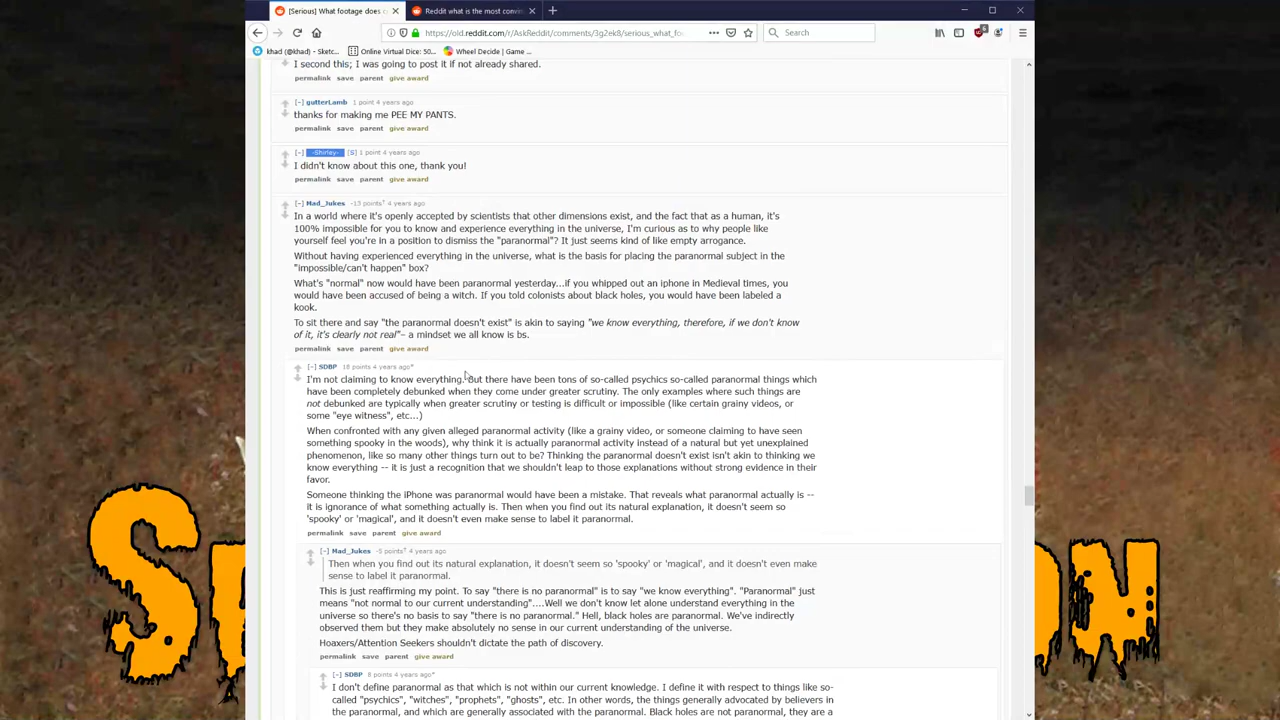 [Serious] What footage does c
Reddit what is the most convin
https://old.reddit.com/r/AskReddit/comments/3g2ek8/serious_what_fo...
Search
6
khad (@khad) - Sketc...
Online Virtual Dice: 50...
Wheel Decide | Game ...
I second this; I was going to post it if not already shared.
permalink save parent give award
[-] gutterLamb 1 point 4 years ago
thanks for making me PEE MY PANTS.
permalink save parent give award
[-] -Shirley- [S] 1 point 4 years ago
I didn't know about this one, thank you!
permalink save parent give award
[-] Mad_Jukes -13 points† 4 years ago
In a world where it's openly accepted by scientists that other dimensions exist, and the fact that as a human, it's
100% impossible for you to know and experience everything in the universe, I'm curious as to why people like
yourself feel you're in a position to dismiss the "paranormal"? It just seems kind of like empty arrogance.
Without having experienced everything in the universe, what is the basis for placing the paranormal subject in the
"impossible/can't happen" box?
What's "normal" now would have been paranormal yesterday...if you whipped out an iphone in Medieval times, you
would have been accused of being a witch. If you told colonists about black holes, you would have been labeled a
kook.
To sit there and say "the paranormal doesn't exist" is akin to saying "we know everything, therefore, if we don't know
of it, it's clearly not real"– a mindset we all know is bs.
permalink save parent give award
[-] SDBP 16 points 4 years ago*
I'm not claiming to know everything. But there have been tons of so-called psychics so-called paranormal things which
have been completely debunked when they come under greater scrutiny. The only examples where such things are
not debunked are typically when greater scrutiny or testing is difficult or impossible (like certain grainy videos, or
some "eye witness", etc...)
When confronted with any given alleged paranormal activity (like a grainy video, or someone claiming to have seen
something spooky in the woods), why think it is actually paranormal activity instead of a natural but yet unexplained
phenomenon, like so many other things turn out to be? Thinking the paranormal doesn't exist isn't akin to thinking we
know everything -- it is just a recognition that we shouldn't leap to those explanations without strong evidence in their
favor.
Someone thinking the iPhone was paranormal would have been a mistake. That reveals what paranormal actually is --
it is ignorance of what something actually is. Then when you find out its natural explanation, it doesn't seem so
'spooky' or 'magical', and it doesn't even make sense to label it paranormal.
permalink save parent give award
[-] Mad_Jukes -5 points† 4 years ago
Then when you find out its natural explanation, it doesn't seem so 'spooky' or 'magical', and it doesn't even make
sense to label it paranormal.
This is just reaffirming my point. To say "there is no paranormal" is to say "we know everything". "Paranormal" just
means "not normal to our current understanding"....Well we don't know let alone understand everything in the
universe so there's no basis to say "there is no paranormal." Hell, black holes are paranormal. We've indirectly
observed them but they make absolutely no sense in our current understanding of the universe.
Hoaxers/Attention Seekers shouldn't dictate the path of discovery.
permalink save parent give award
[-] SDBP 8 points 4 years ago*
I don't define paranormal as that which is not within our current knowledge. I define it with respect to things like so-
called "psychics", "witches", "prophets", "ghosts", etc. In other words, the things generally advocated by believers in
the paranormal, and which are generally associated with the paranormal. Black holes are not paranormal, they are a